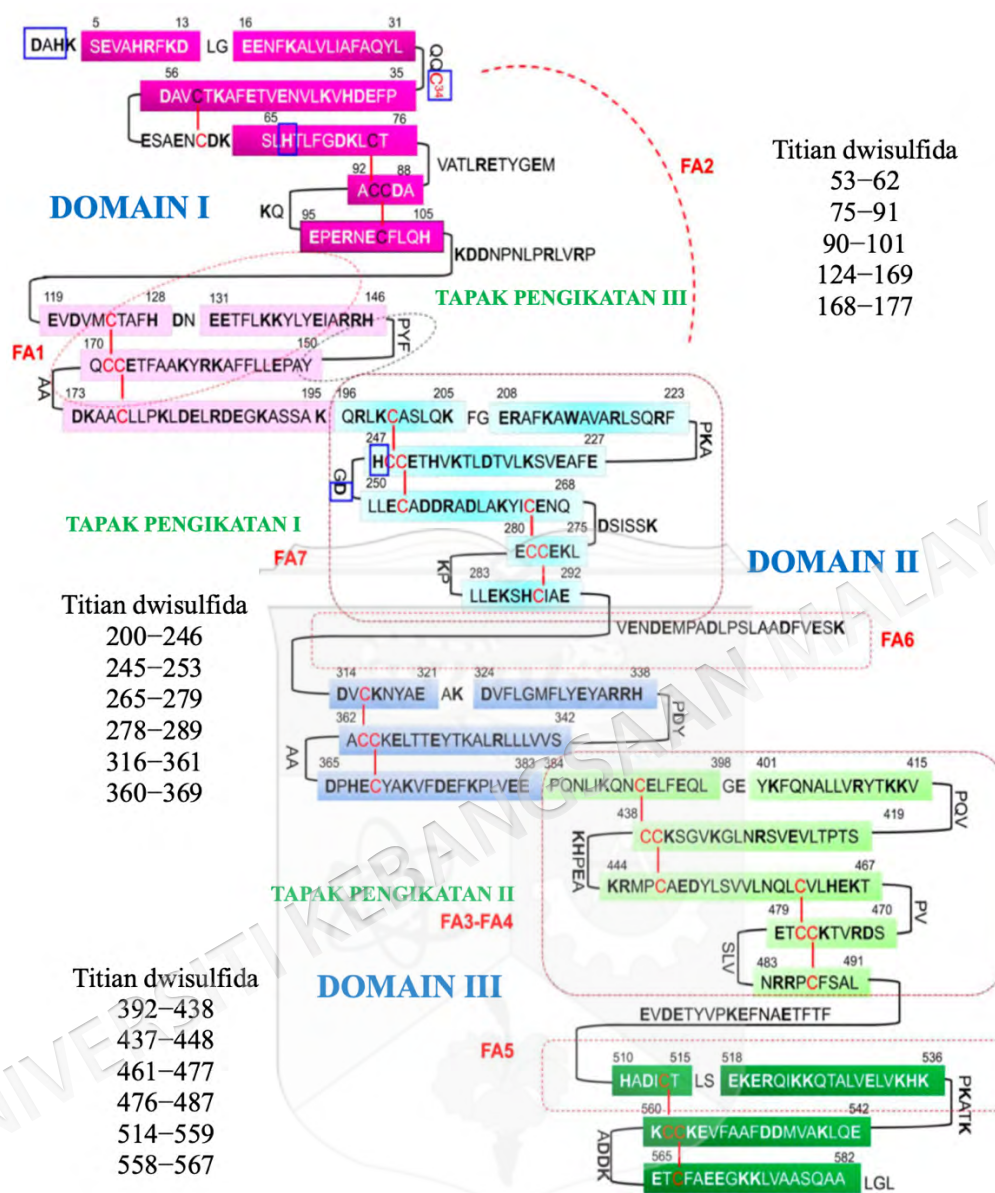 5 13 16 31
DAHK SEVAHRFKD LG EENFKALVLIAFAQYL
QQC34
56 35
DAVCTKAFETVENVLKVHDEFP
65 76
ESAENCDK SLHTLFGDKLCT
92 88
VATLRETYGEM
ACCDA
DOMAIN I
KQ
95 105
EPERNECFLQH
KDDNPNLPRLVRP
FA2
Titian dwisulfida
53–62
75–91
90–101
124–169
168–177
119 128 131 146
TAPAK PENGIKATAN III
EVDVMCTAFH DN EETFLKKYLYEIARRH
PYF
FA1
170 150
QCCETFAAKYRKAFFLLEPAY
AA
173 195 196 205 208 223
DKAACLLPKLDELRDEGKASSA K QRLKCASLQK FG ERAFKAWAVARLSQRF
PKA
247 227
HCCETHVKTLDTVLKSVEAFE
GD
250 268
LLECADDRADLAKYICENQ
TAPAK PENGIKATAN I
DSISSK
280 275
ECCEKL
FA7
KP
DOMAIN II
283 292
LLEKSHCIAE
VENDEMPADLPSLAADFVESK
FA6
Titian dwisulfida
200–246
245–253
265–279
278–289
316–361
360–369
314 321 324 338
DVCKNYAE AK DVFLGMFLYEYARRH
PDY
362 342
ACCKELTTEYTKALRLLLVVS
AA
365 383 384 398 401 415
DPHECYAKVFDEFKPLVEE PQNLIKQNCELFEQL GE YKFQNALLVRYTKKV
PQV
438 419
CCKSGVKGLNRSVEVLTPTS
KHPEA
444 467
KRMPCAEDYLSVVLNQLCVLHEKT
TAPAK PENGIKATAN II
FA3-FA4
PV
479 470
ETCCKTVRDS
SLV
483 491
NRRPCFSAL
DOMAIN III
EVDETYVPKEFNAETFTF
Titian dwisulfida
392–438
437–448
461–477
476–487
514–559
558–567
FA5
510 515 518 536
HADICT LS EKERQIKKQTALVELVKHK
PKATK
560 542
KCCKEVFAAFDDMVAKLQE
ADDK
565 582
ETCFAEEGKKLVAASQAA LGL
UNIVERSITI KEBANGSAAN MALAY